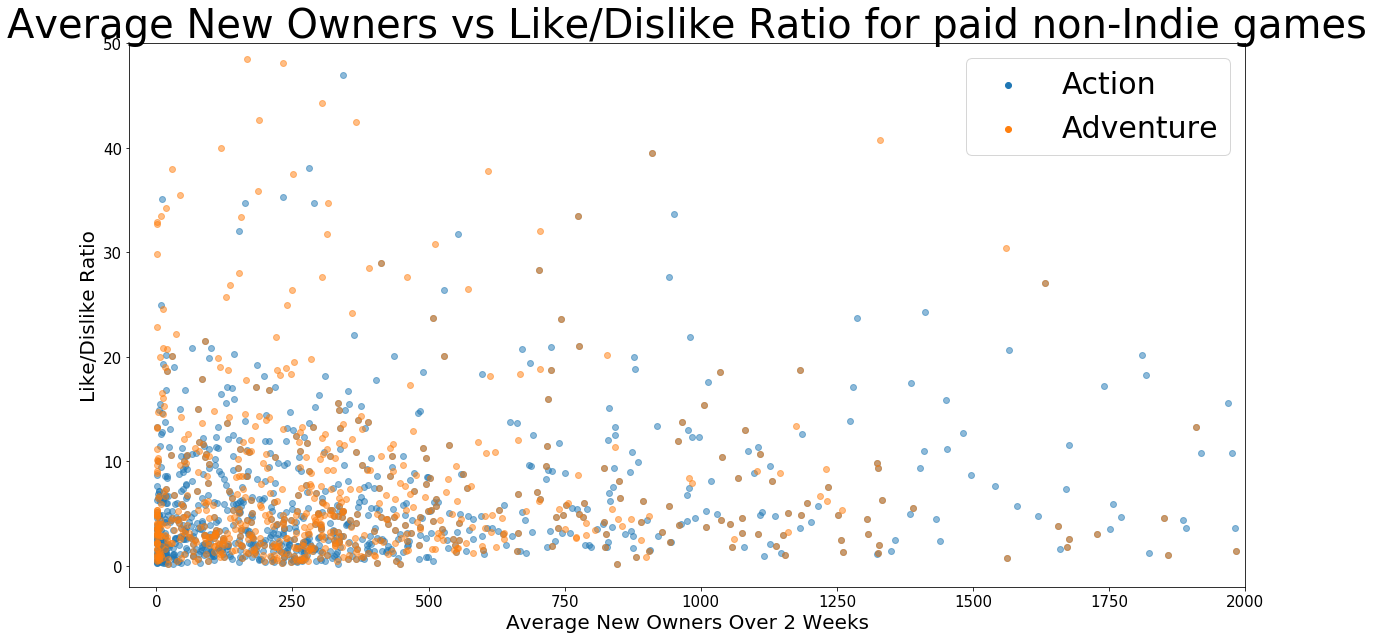 Average New Owners vs Like/Dislike Ratio for paid non-Indie games
50
40
30
20
10
0
Like/Dislike Ratio
Action
Adventure
0 250 500 750 1000 1250 1500 1750 2000
Average New Owners Over 2 Weeks